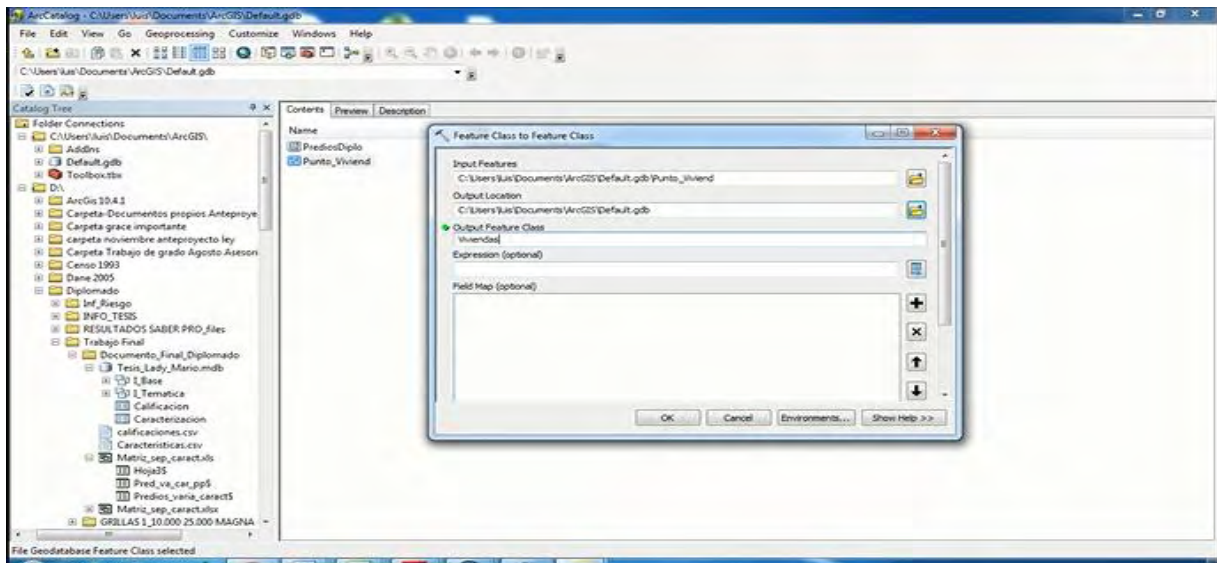 ArcCatalog - C:\Users\luis\Documents\ArcGIS\Default.gdb
File Edit View Go Geoprocessing Customize Windows Help
C:\Users\luis\Documents\ArcGIS\Default.gdb
Catalog Tree
Folder Connections
C:\Users\luis\Documents\ArcGIS\
AddIns
Default.gdb
Toolbox.tbx
D:\
ArcGis 10.4.1
Carpeta-Documentos propios Anteproye
Carpeta grace importante
carpeta noviembre anteproyecto ley
Carpeta Trabajo de grado Agosto Aseson
Censo 1993
Dane 2005
Diplomado
Inf_Riesgo
INFO_TESIS
RESULTADOS SABER PRO_files
Trabajo Final
Documento_Final_Diplomado
Tesis_Lady_Mario.mdb
I_Base
I_Tematica
Calificacion
Caracterizacion
calificaciones.csv
Caracteristicas.csv
Matriz_sep_caract.xls
Hoja3$
Pred_va_car_pp$
Predios_varia_caract$
Matriz_sep_caract.xlsx
GRILLAS 1_10.000 25.000 MAGNA
File Geodatabase Feature Class selected
Contents Preview Description
Name
PrediosDiplo
Punto_Viviend
Feature Class to Feature Class
Input Features
C:\Users\luis\Documents\ArcGIS\Default.gdb\Punto_Viviend
Output Location
C:\Users\luis\Documents\ArcGIS\Default.gdb
Output Feature Class
Viviendas
Expression (optional)
Field Map (optional)
OK Cancel Environments... Show Help >>